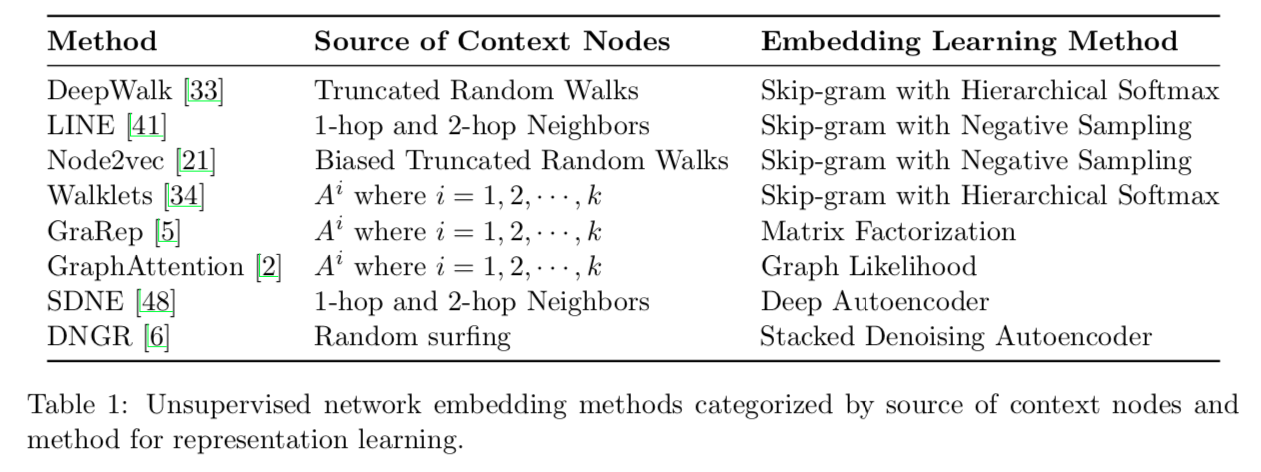 Method Source of Context Nodes Embedding Learning Method
DeepWalk [33] Truncated Random Walks Skip-gram with Hierarchical Softmax
LINE [41] 1-hop and 2-hop Neighbors Skip-gram with Negative Sampling
Node2vec [21] Biased Truncated Random Walks Skip-gram with Negative Sampling
Walklets [34] Aⁱ where i = 1, 2, · · · , k Skip-gram with Hierarchical Softmax
GraRep [5] Aⁱ where i = 1, 2, · · · , k Matrix Factorization
GraphAttention [2] Aⁱ where i = 1, 2, · · · , k Graph Likelihood
SDNE [48] 1-hop and 2-hop Neighbors Deep Autoencoder
DNGR [6] Random surfing Stacked Denoising Autoencoder
Table 1: Unsupervised network embedding methods categorized by source of context nodes and
method for representation learning.